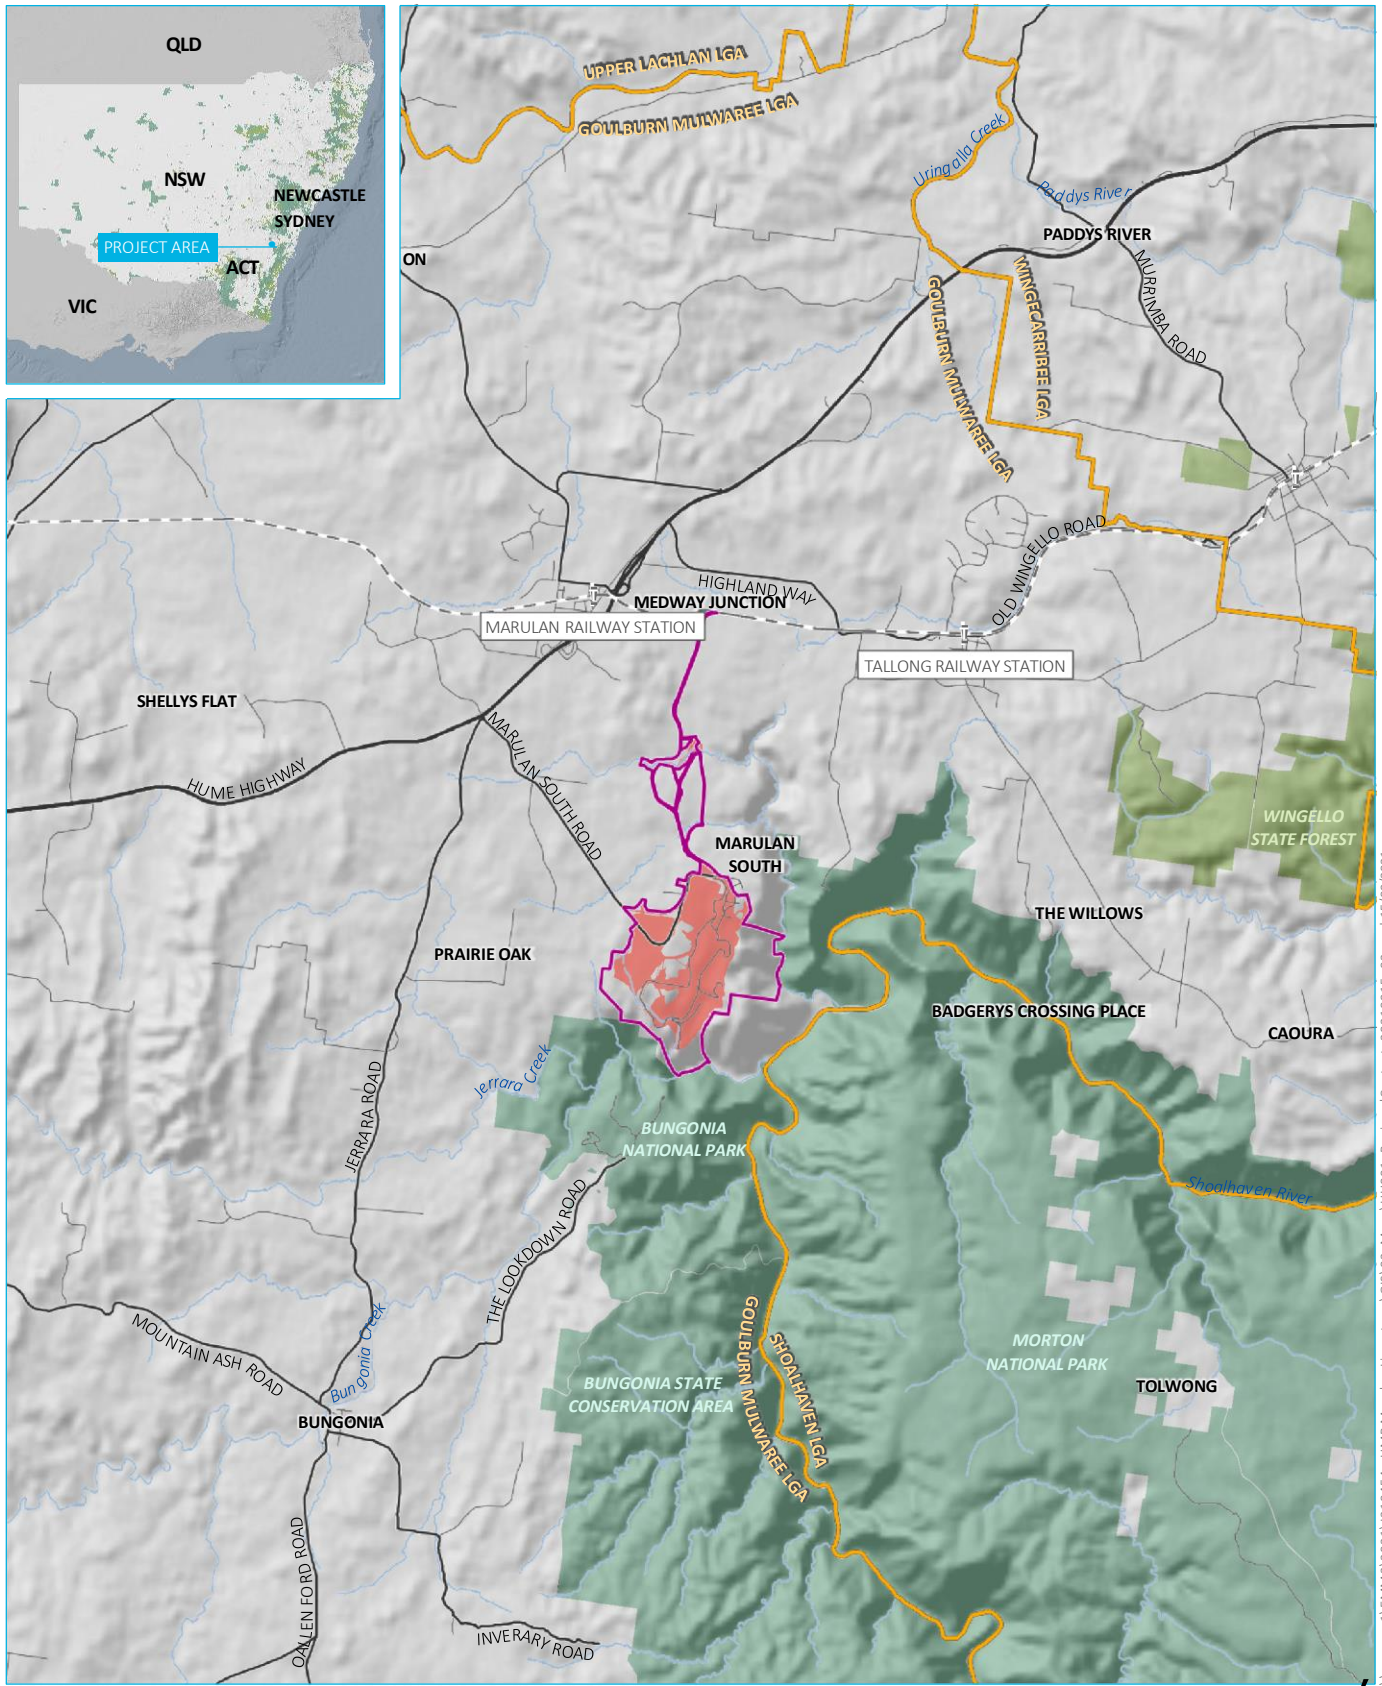 QLD
NSW
NEWCASTLE
SYDNEY
PROJECT AREA
ACT
VIC
UPPER LACHLAN LGA
GOULBURN MULWAREE LGA
Uringalla Creek
Paddys River
PADDYS RIVER
ON
MURRIMBA ROAD
WINGECARRIBEE LGA
GOULBURN MULWAREE LGA
OLD WINGELLO ROAD
HIGHLAND WAY
MEDWAY JUNCTION
MARULAN RAILWAY STATION
TALLONG RAILWAY STATION
SHELLYS FLAT
HUME HIGHWAY
MARULAN SOUTH ROAD
MARULAN
SOUTH
WINGELLO
STATE FOREST
THE WILLOWS
PRAIRIE OAK
BADGERYS CROSSING PLACE
CAOURA
Jerrara Creek
JERRARA ROAD
BUNGONIA
NATIONAL PARK
Shoalhaven River
THE LOOKDOWN ROAD
MOUNTAIN ASH ROAD
Bungonia Creek
GOULBURN MULWAREE LGA
SHOALHAVEN LGA
MORTON
NATIONAL PARK
BUNGONIA STATE
CONSERVATION AREA
TOLWONG
BUNGONIA
OALLEN FORD ROAD
INVERARY ROAD